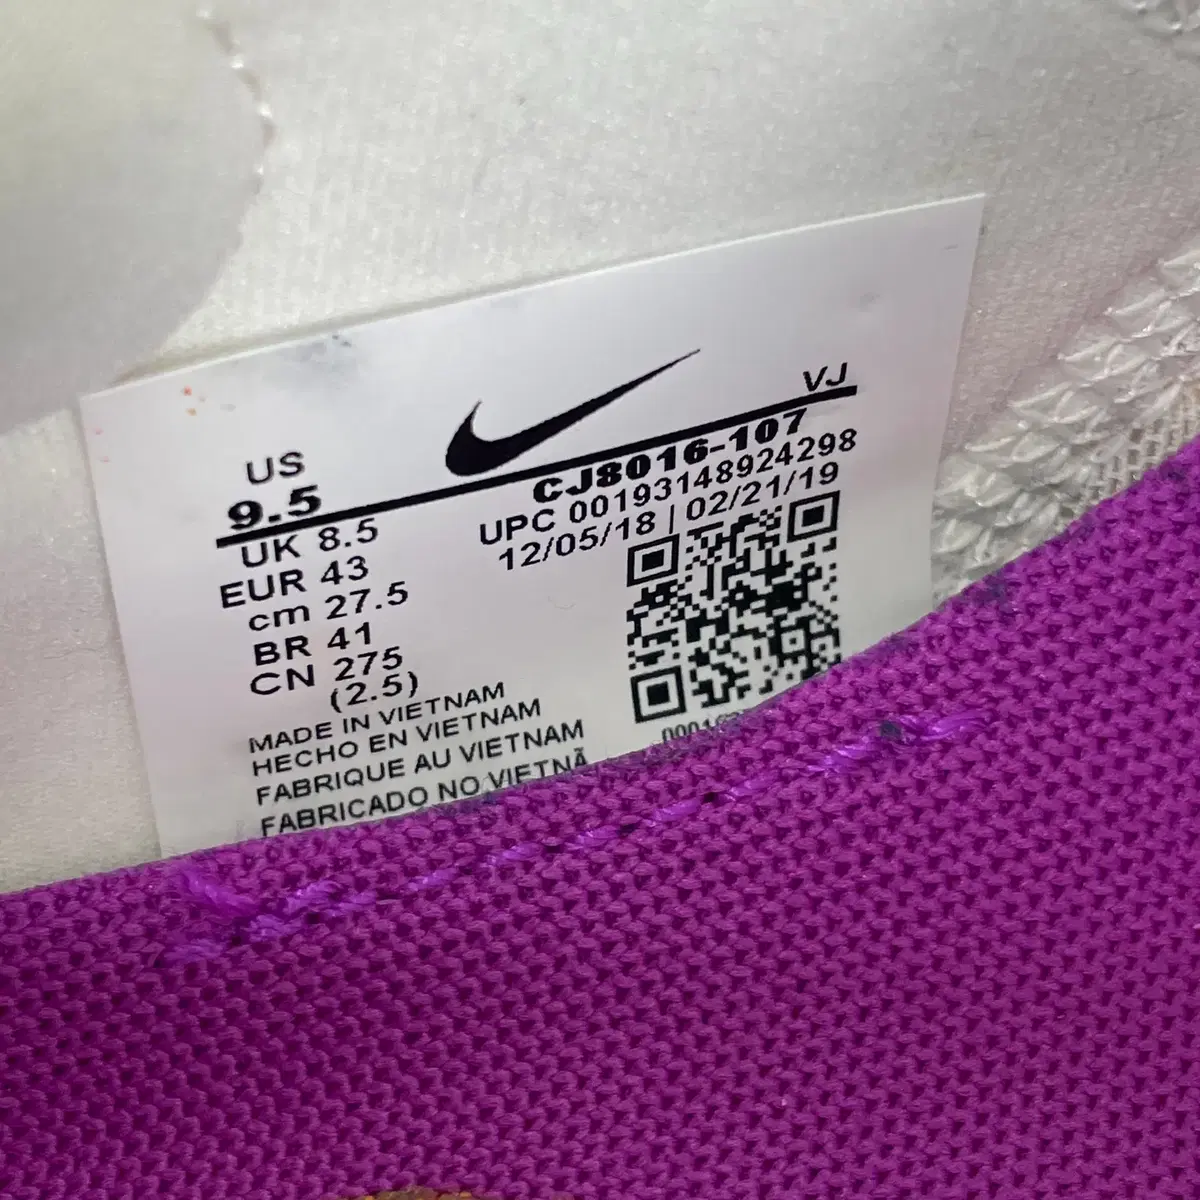 VJ
US
9.5
CJ8016-107
UPC 00193148924298
12/05/18 | 02/21/19
UK 8.5
EUR 43
cm 27.5
BR 41
CN 275
(2.5)
MADE IN VIETNAM
HECHO EN VIETNAM
FABRIQUE AU VIETNAM
FABRICADO NO VIETNÃ